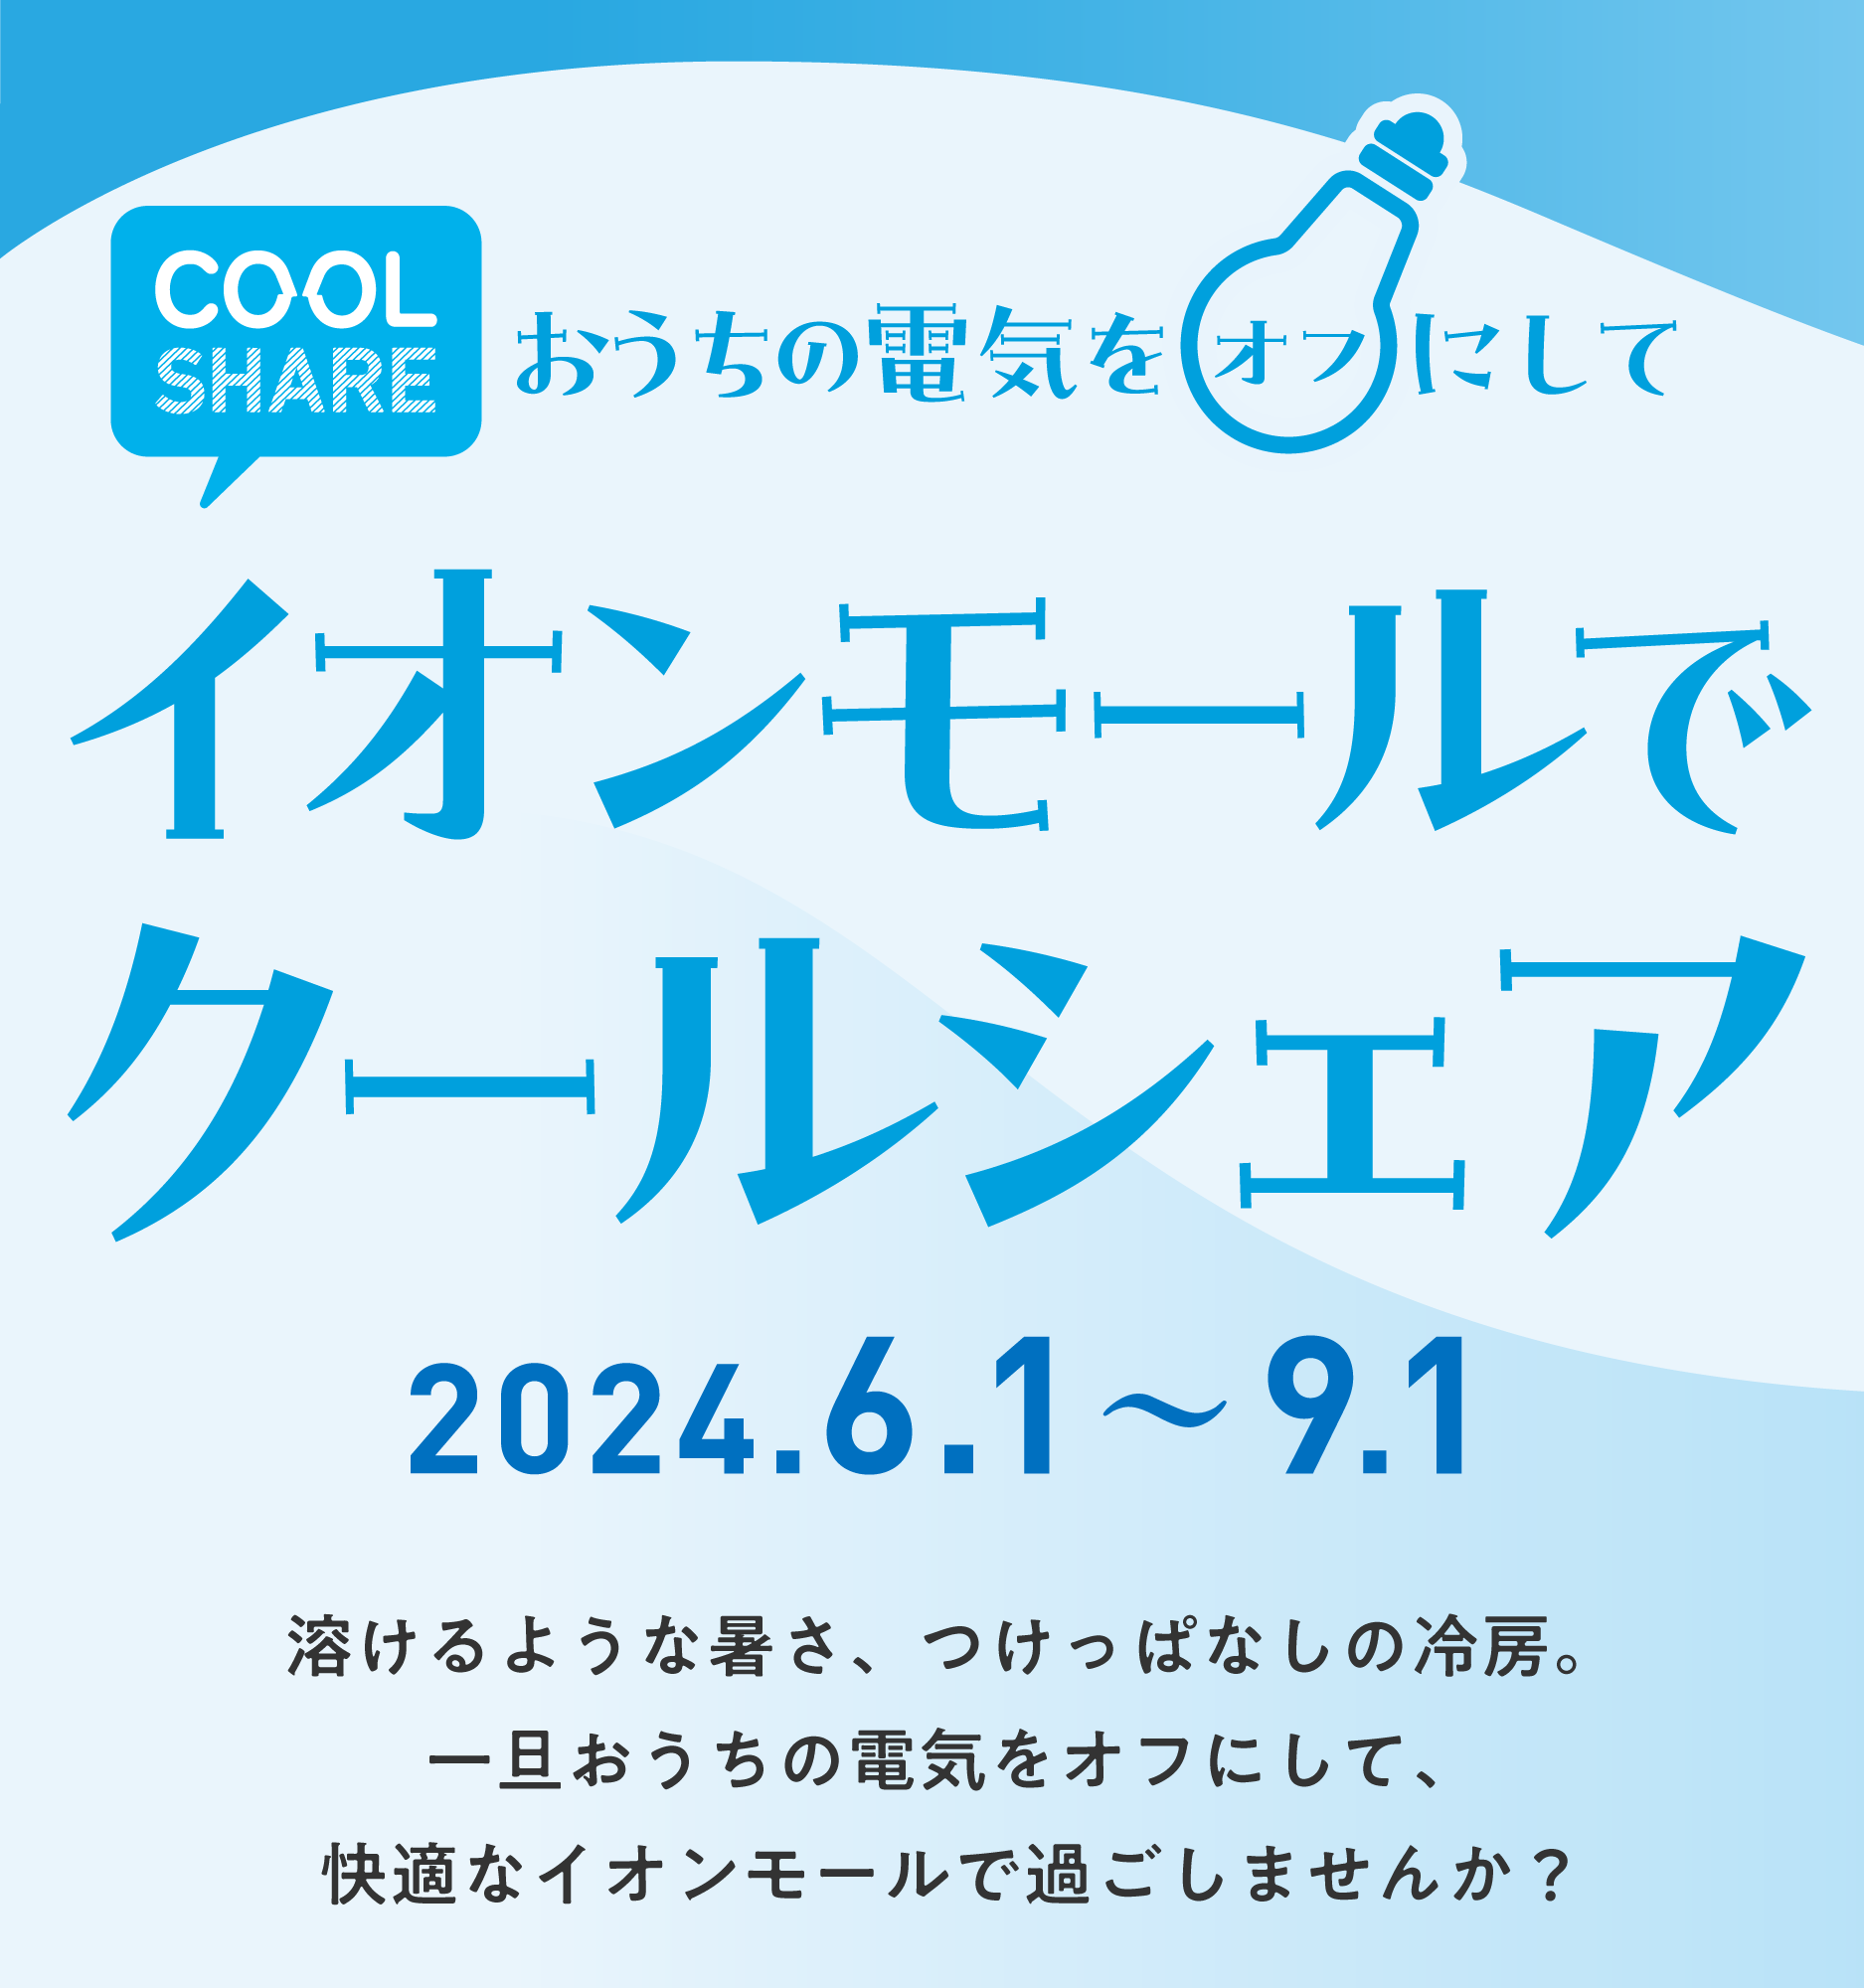 COOL
SHARE
おうちの電気をオフにして
イオンモールで
クールシェア
2024.6.1～9.1
溶けるような暑さ、つけっぱなしの冷房。
一旦おうちの電気をオフにして、
快適なイオンモールで過ごしませんか？